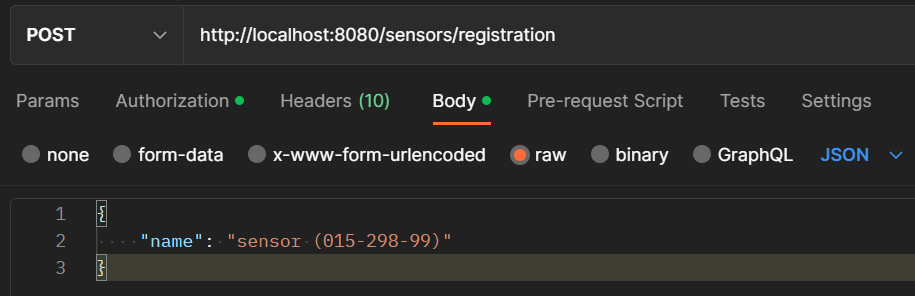 POST http://localhost:8080/sensors/registration
Params Authorization Headers (10) Body Pre-request Script Tests Settings
none form-data x-www-form-urlencoded raw binary GraphQL JSON
1 {
2 "name": "sensor (015-298-99)"
3 }